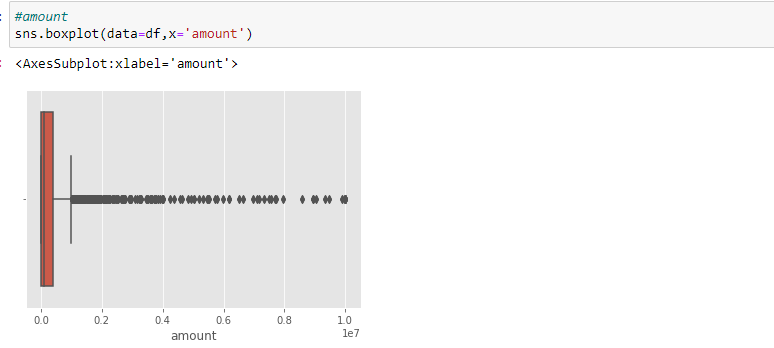 #amount
sns.boxplot(data=df,x='amount')
<AxesSubplot:xlabel='amount'>
0.0 0.2 0.4 0.6 0.8 1.0
1e7
amount